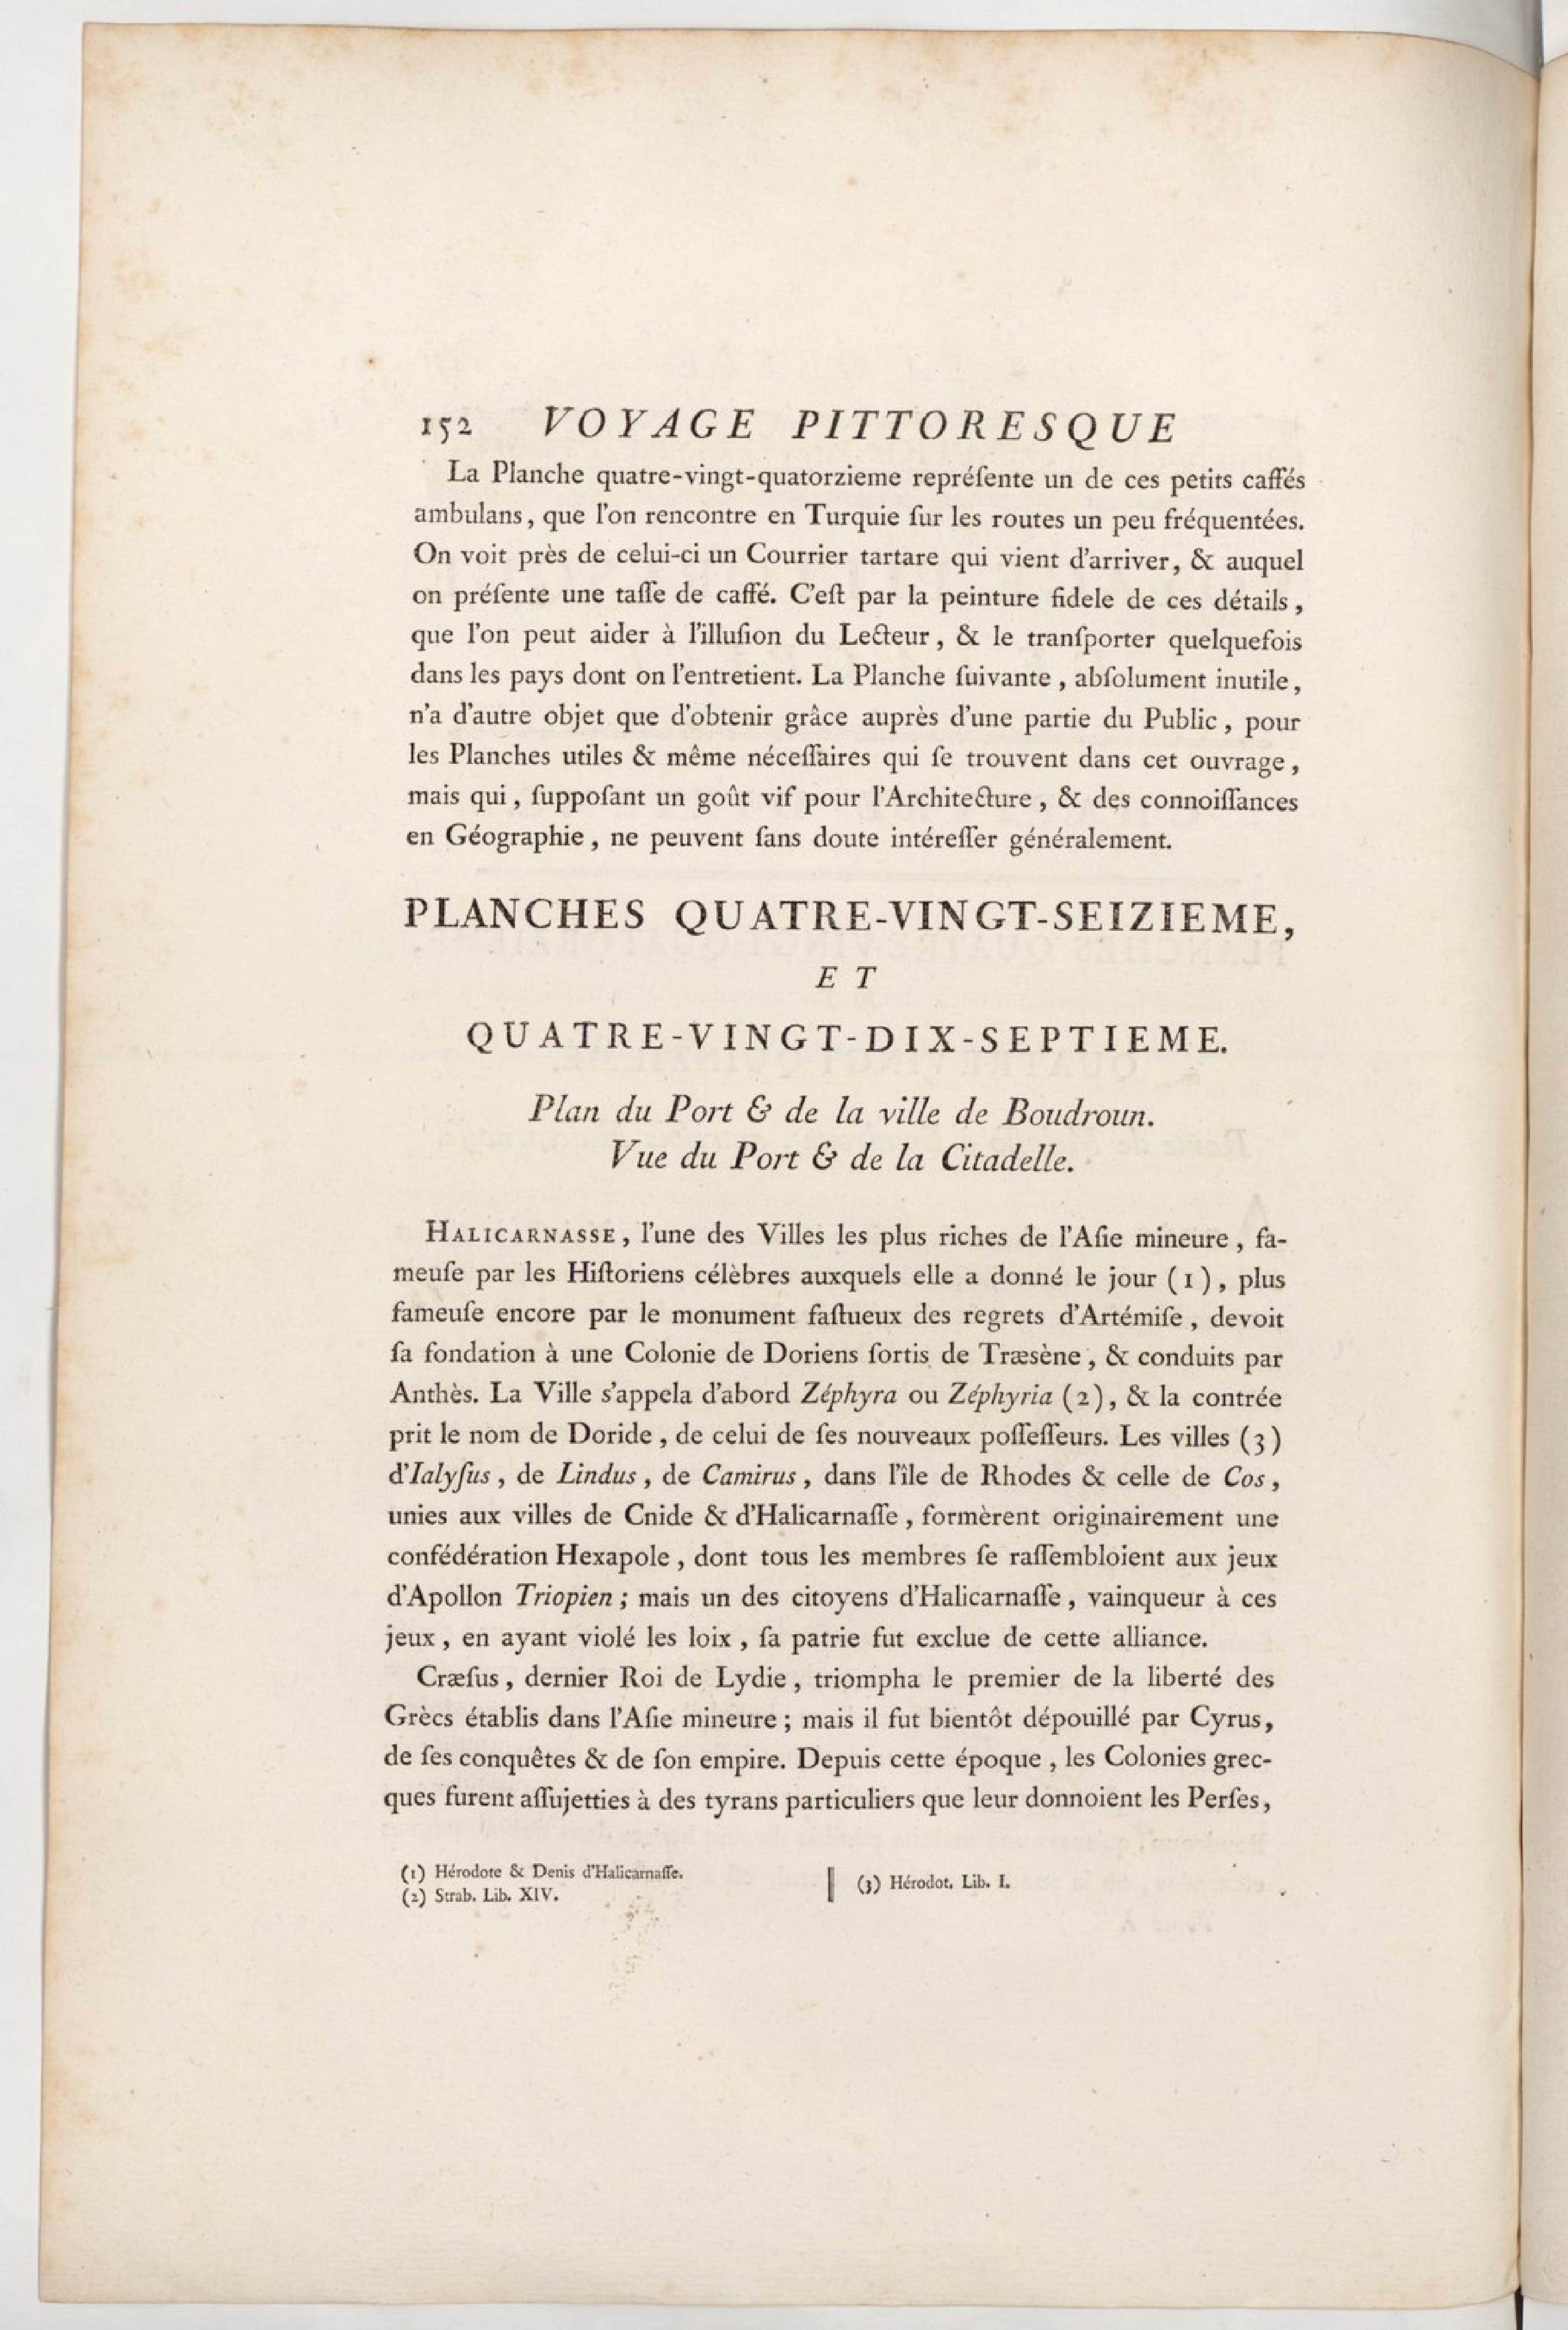 152 VOYAGE PITTORESQUE
La Planche quatre-vingt-quatorzieme repréſente un de ces petits caffés
ambulans, que l'on rencontre en Turquie ſur les routes un peu fréquentées.
On voit près de celui-ci un Courrier tartare qui vient d'arriver, & auquel
on préſente une taſſe de caffé. C'eſt par la peinture fidele de ces détails,
que l'on peut aider à l'illuſion du Lecteur, & le tranſporter quelquefois
dans les pays dont on l'entretient. La Planche ſuivante, abſolument inutile,
n'a d'autre objet que d'obtenir grâce auprès d'une partie du Public, pour
les Planches utiles & même néceſſaires qui ſe trouvent dans cet ouvrage,
mais qui, ſuppoſant un goût vif pour l'Architecture, & des connoiſſances
en Géographie, ne peuvent ſans doute intéreſſer généralement.
PLANCHES QUATRE-VINGT-SEIZIEME,
ET
QUATRE-VINGT-DIX-SEPTIEME.
Plan du Port & de la ville de Boudroun.
Vue du Port & de la Citadelle.
HALICARNASSE, l'une des Villes les plus riches de l'Aſie mineure, fa-
meuſe par les Hiſtoriens célèbres auxquels elle a donné le jour (1), plus
fameuſe encore par le monument faſtueux des regrets d'Artémiſe, devoit
ſa fondation à une Colonie de Doriens ſortis de Træsène, & conduits par
Anthès. La Ville s'appela d'abord Zéphyra ou Zéphyria (2), & la contrée
prit le nom de Doride, de celui de ſes nouveaux poſſeſſeurs. Les villes (3)
d'Ialyſus, de Lindus, de Camirus, dans l'île de Rhodes & celle de Cos,
unies aux villes de Cnide & d'Halicarnaſſe, formèrent originairement une
confédération Hexapole, dont tous les membres ſe raſſembloient aux jeux
d'Apollon Triopien; mais un des citoyens d'Halicarnaſſe, vainqueur à ces
jeux, en ayant violé les loix, ſa patrie fut exclue de cette alliance.
Cræſus, dernier Roi de Lydie, triompha le premier de la liberté des
Grècs établis dans l'Aſie mineure; mais il fut bientôt dépouillé par Cyrus,
de ſes conquêtes & de ſon empire. Depuis cette époque, les Colonies grec-
ques furent aſſujetties à des tyrans particuliers que leur donnoient les Perſes,
(1) Hérodote & Denis d'Halicarnaſſe.
(2) Strab. Lib. XIV.
(3) Hérodot. Lib. I.